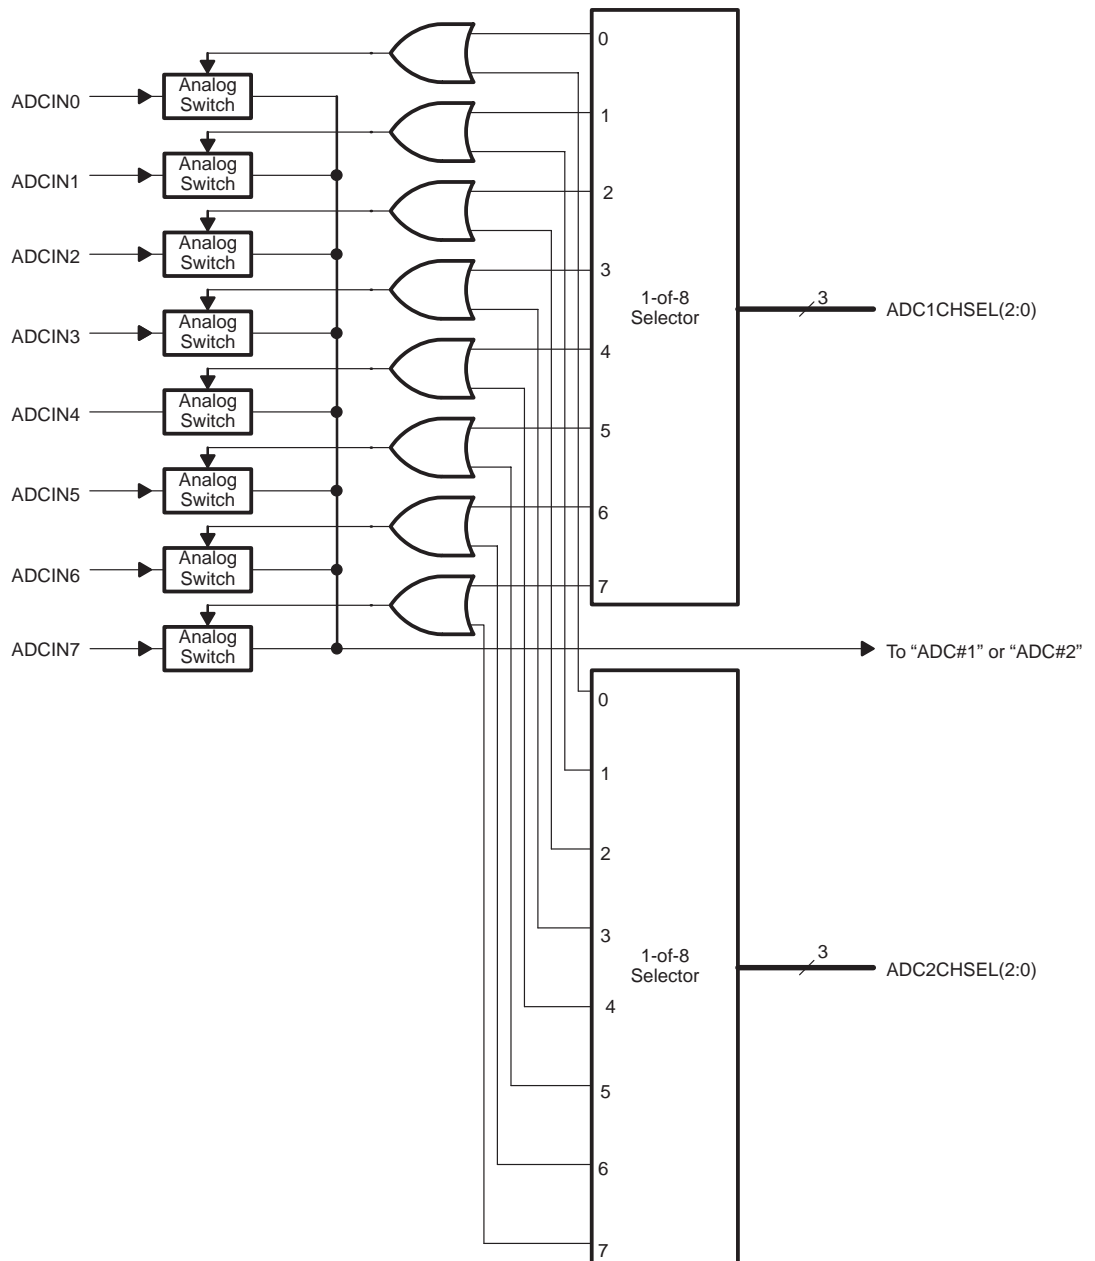 0
Analog
Switch
ADCIN0
1
Analog
Switch
ADCIN1
2
Analog
Switch
ADCIN2
3
Analog
Switch
ADCIN3
1-of-8
Selector
3
ADC1CHSEL(2:0)
4
Analog
Switch
ADCIN4
5
Analog
Switch
ADCIN5
6
Analog
Switch
ADCIN6
7
Analog
Switch
ADCIN7
To “ADC#1” or “ADC#2”
0
1
2
3
1-of-8
Selector
3
ADC2CHSEL(2:0)
4
5
6
7